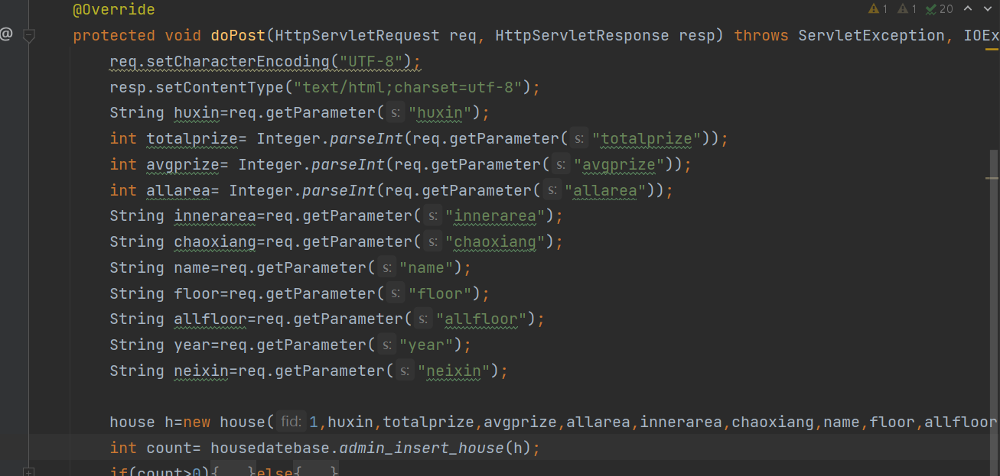 @Override
1 1 20
@ protected void doPost(HttpServletRequest req, HttpServletResponse resp) throws ServletException, IOEx
req.setCharacterEncoding("UTF-8");
resp.setContentType("text/html;charset=utf-8");
String huxin=req.getParameter( s: "huxin");
int totalprize= Integer.parseInt(req.getParameter( s: "totalprize"));
int avgprize= Integer.parseInt(req.getParameter( s: "avgprize"));
int allarea= Integer.parseInt(req.getParameter( s: "allarea"));
String innerarea=req.getParameter( s: "innerarea");
String chaoxiang=req.getParameter( s: "chaoxiang");
String name=req.getParameter( s: "name");
String floor=req.getParameter( s: "floor");
String allfloor=req.getParameter( s: "allfloor");
String year=req.getParameter( s: "year");
String neixin=req.getParameter( s: "neixin");
house h=new house( fid: 1,huxin,totalprize,avgprize,allarea,innerarea,chaoxiang,name,floor,allfloor
int count= housedatebase.admin_insert_house(h);
if(count>0){...}else{...}